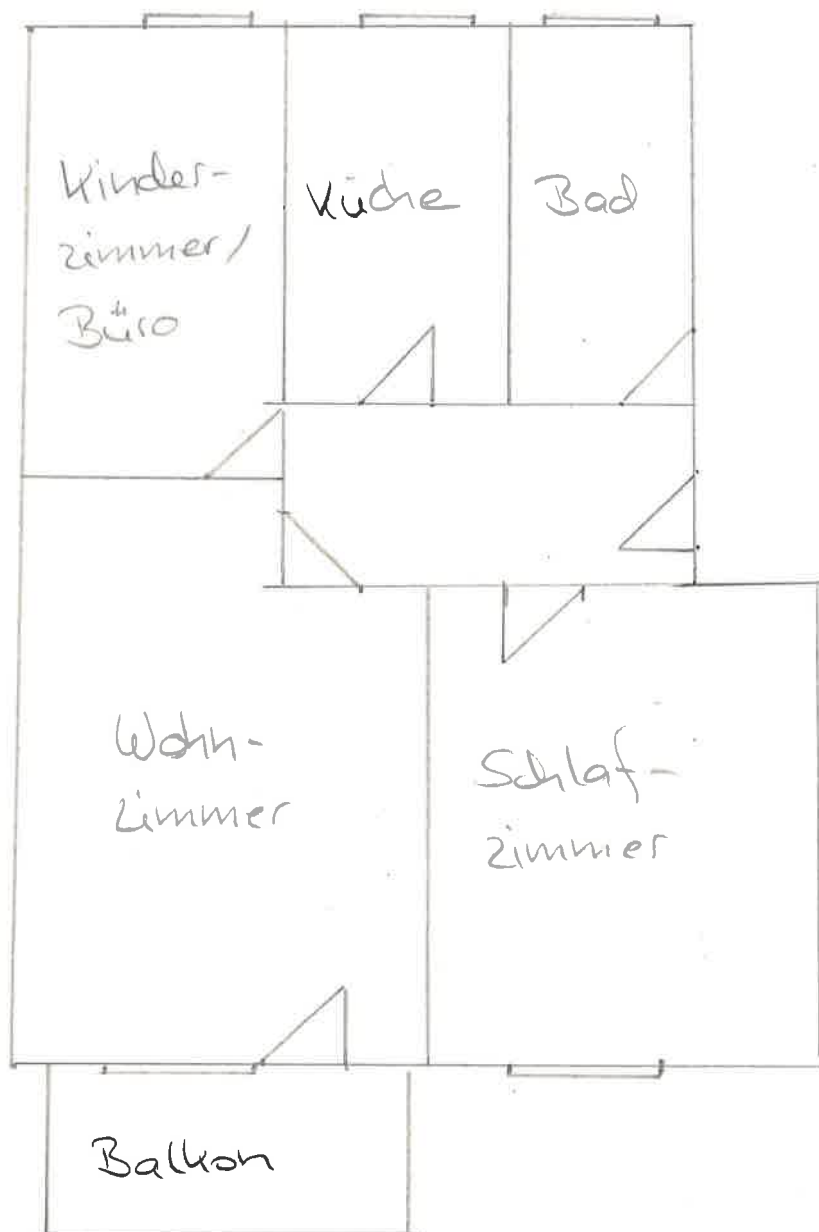 Kinder-
zimmer/
Büro
Küche
Bad
Wohn-
zimmer
Schlaf-
zimmer
Balkon